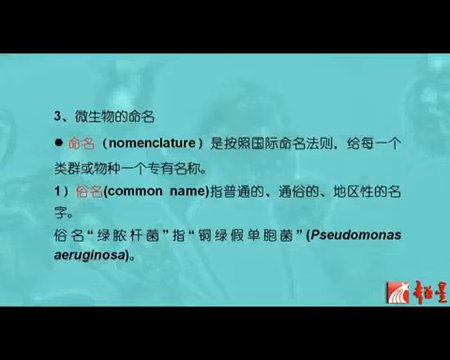 3、微生物的命名
● 命名（nomenclature）是按照国际命名法则，给每一个
类群或物种一个专有名称。
1）俗名(common name)指普通的、通俗的、地区性的名
字。
俗名“绿脓杆菌”指“铜绿假单胞菌”(Pseudomonas
aeruginosa)。